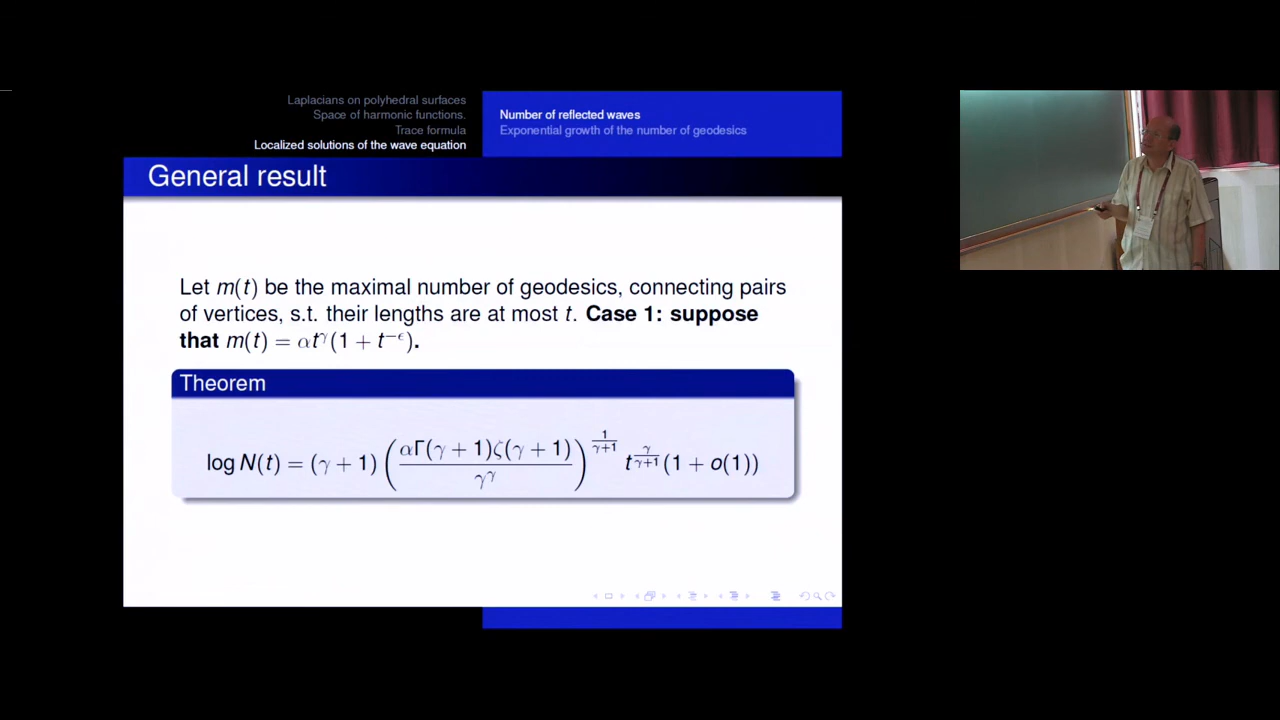 Laplacians on polyhedral surfaces
Space of harmonic functions.
Trace formula
Localized solutions of the wave equation
Number of reflected waves
Exponential growth of the number of geodesics
General result
Let m(t) be the maximal number of geodesics, connecting pairs
of vertices, s.t. their lengths are at most t. Case 1: suppose
that m(t) = αt^γ(1 + t^{−ϵ}).
Theorem
log N(t) = (γ + 1) (αΓ(γ + 1)ζ(γ + 1) / γ^γ)^{1/(γ+1)} t^{γ/(γ+1)} (1 + o(1))